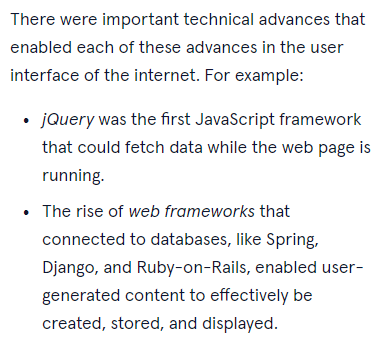 There were important technical advances that
enabled each of these advances in the user
interface of the internet. For example:
• jQuery was the first JavaScript framework
that could fetch data while the web page is
running.
• The rise of web frameworks that
connected to databases, like Spring,
Django, and Ruby-on-Rails, enabled user-
generated content to effectively be
created, stored, and displayed.